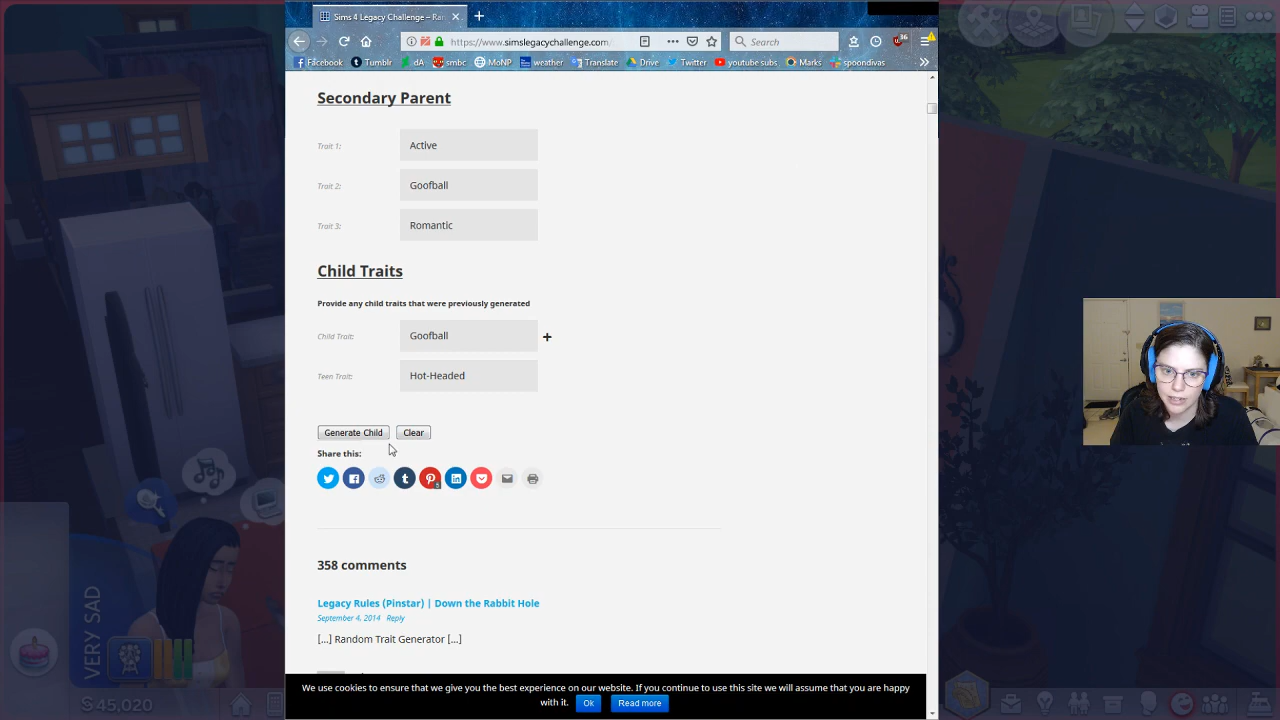 Sims 4 Legacy Challenge – Ra
https://www.simslegacychallenge.com/
Search
36
Facebook
Tumblr
dA
smbc
MoNP
weather
Translate
Drive
Twitter
youtube subs
Marks
spoondivas
Secondary Parent
Trait 1:
Active
Trait 2:
Goofball
Trait 3:
Romantic
Child Traits
Provide any child traits that were previously generated
Child Trait:
Goofball
+
Teen Trait:
Hot-Headed
Generate Child
Clear
Share this:
358 comments
Legacy Rules (Pinstar) | Down the Rabbit Hole
September 4, 2014 Reply
[...] Random Trait Generator [...]
We use cookies to ensure that we give you the best experience on our website. If you continue to use this site we will assume that you are happy
with it.
Ok
Read more
VERY SAD
§45,020